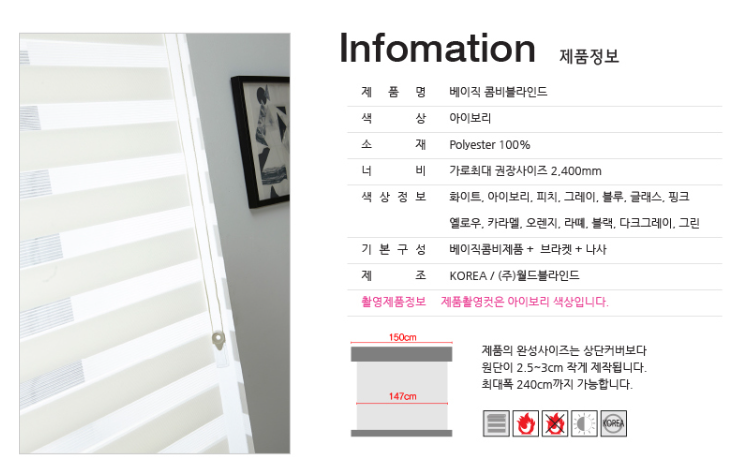 Infomation 제품정보
제 품 명 베이직 콤비블라인드
색 상 아이보리
소 재 Polyester 100%
너 비 가로최대 권장사이즈 2,400mm
색 상 정 보 화이트, 아이보리, 피치, 그레이, 블루, 글래스, 핑크
옐로우, 카라멜, 오렌지, 라떼, 블랙, 다크그레이, 그린
기 본 구 성 베이직콤비제품 + 브라켓 + 나사
제 조 KOREA / (주)월드블라인드
촬영제품정보 제품촬영컷은 아이보리 색상입니다.
150cm
147cm
제품의 완성사이즈는 상단커버보다
원단이 2.5~3cm 작게 제작됩니다.
최대폭 240cm까지 가능합니다.
KOREA